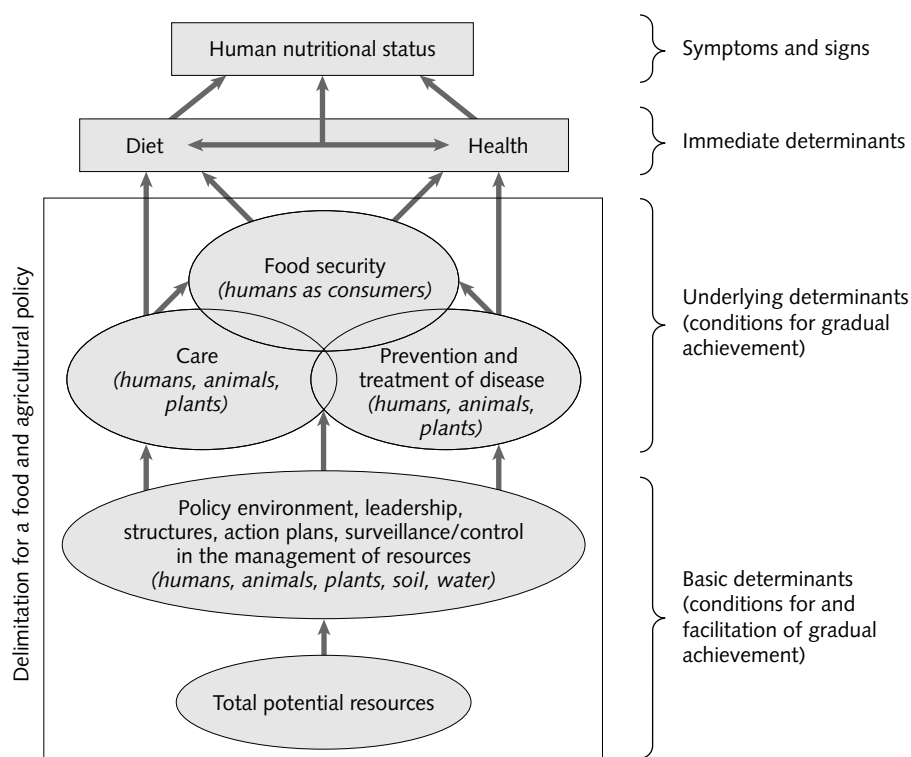 Human nutritional status
Symptoms and signs
Diet
Health
Immediate determinants
Delimitation for a food and agricultural policy
Food security
(humans as consumers)
Care
(humans, animals,
plants)
Prevention and
treatment of disease
(humans, animals,
plants)
Underlying determinants
(conditions for gradual
achievement)
Policy environment, leadership,
structures, action plans, surveillance/control
in the management of resources
(humans, animals, plants, soil, water)
Total potential resources
Basic determinants
(conditions for and
facilitation of gradual
achievement)